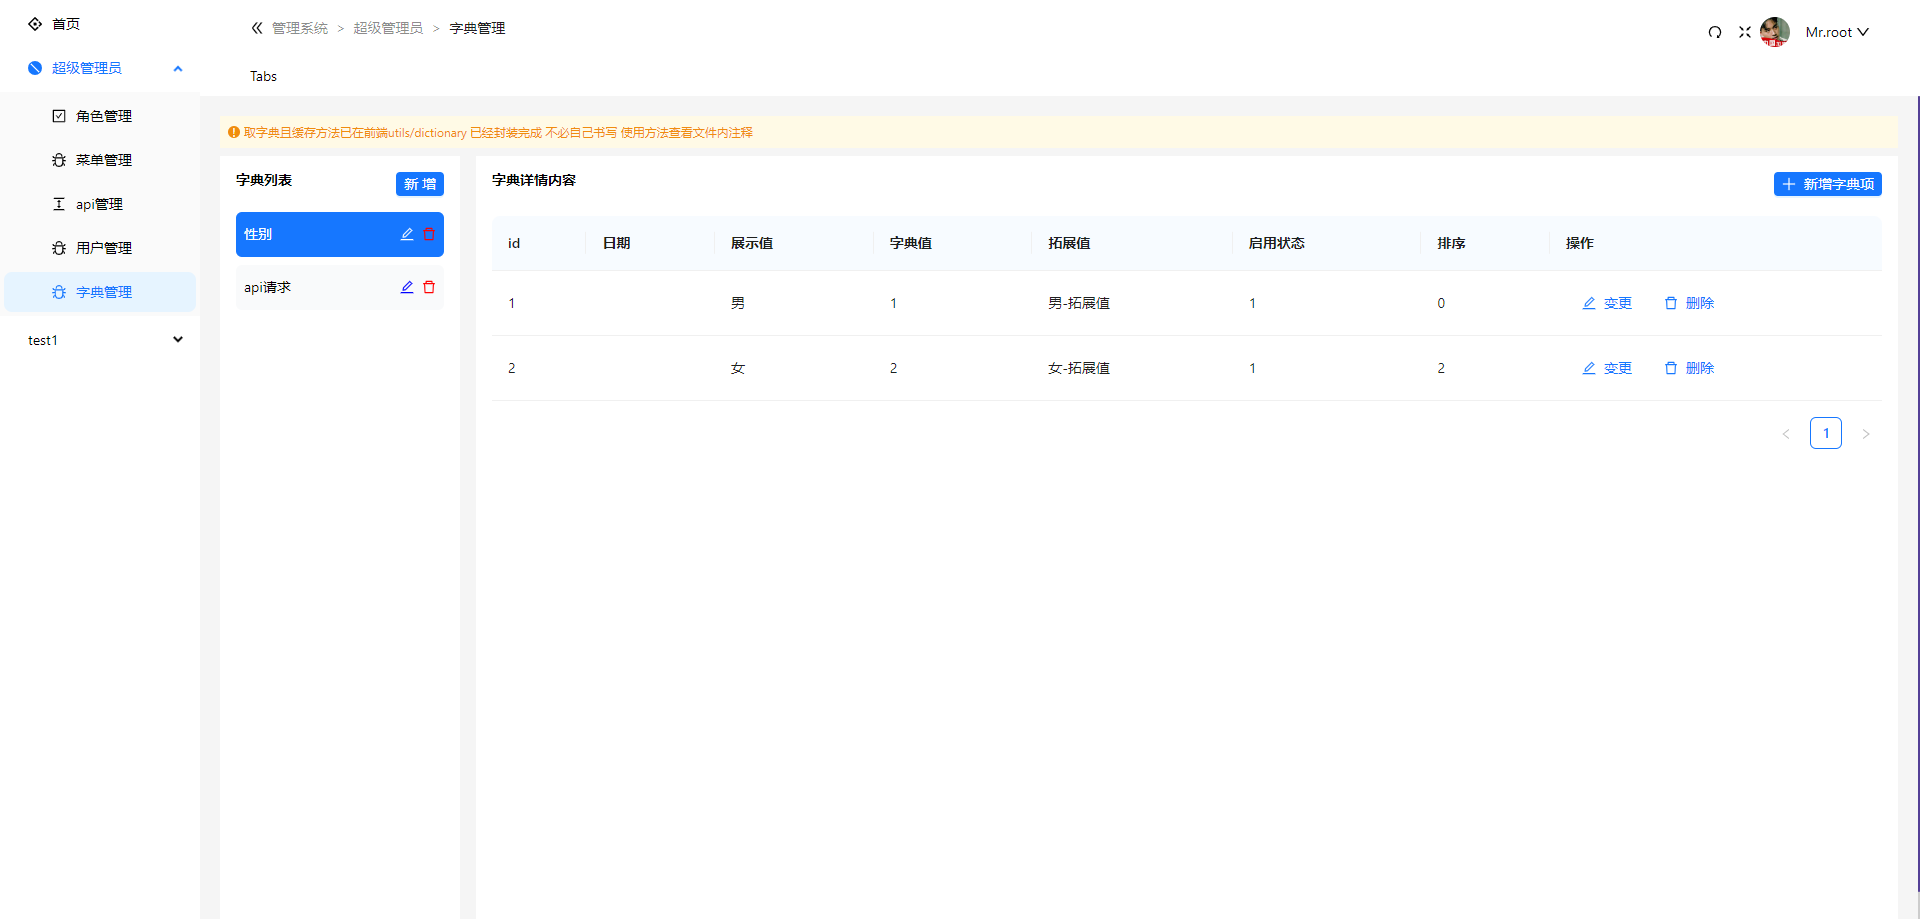 首页
超级管理员
角色管理
菜单管理
api管理
用户管理
字典管理
test1
管理系统 > 超级管理员 > 字典管理
Mr.root
Tabs
取字典且缓存方法已在前端utils/dictionary 已经封装完成 不必自己书写 使用方法查看文件内注释
字典列表
新 增
性别
api请求
字典详情内容
新增字典项
id 日期 展示值 字典值 拓展值 启用状态 排序 操作
1 男 1 男-拓展值 1 0 变更 删除
2 女 2 女-拓展值 1 2 变更 删除
< 1 >